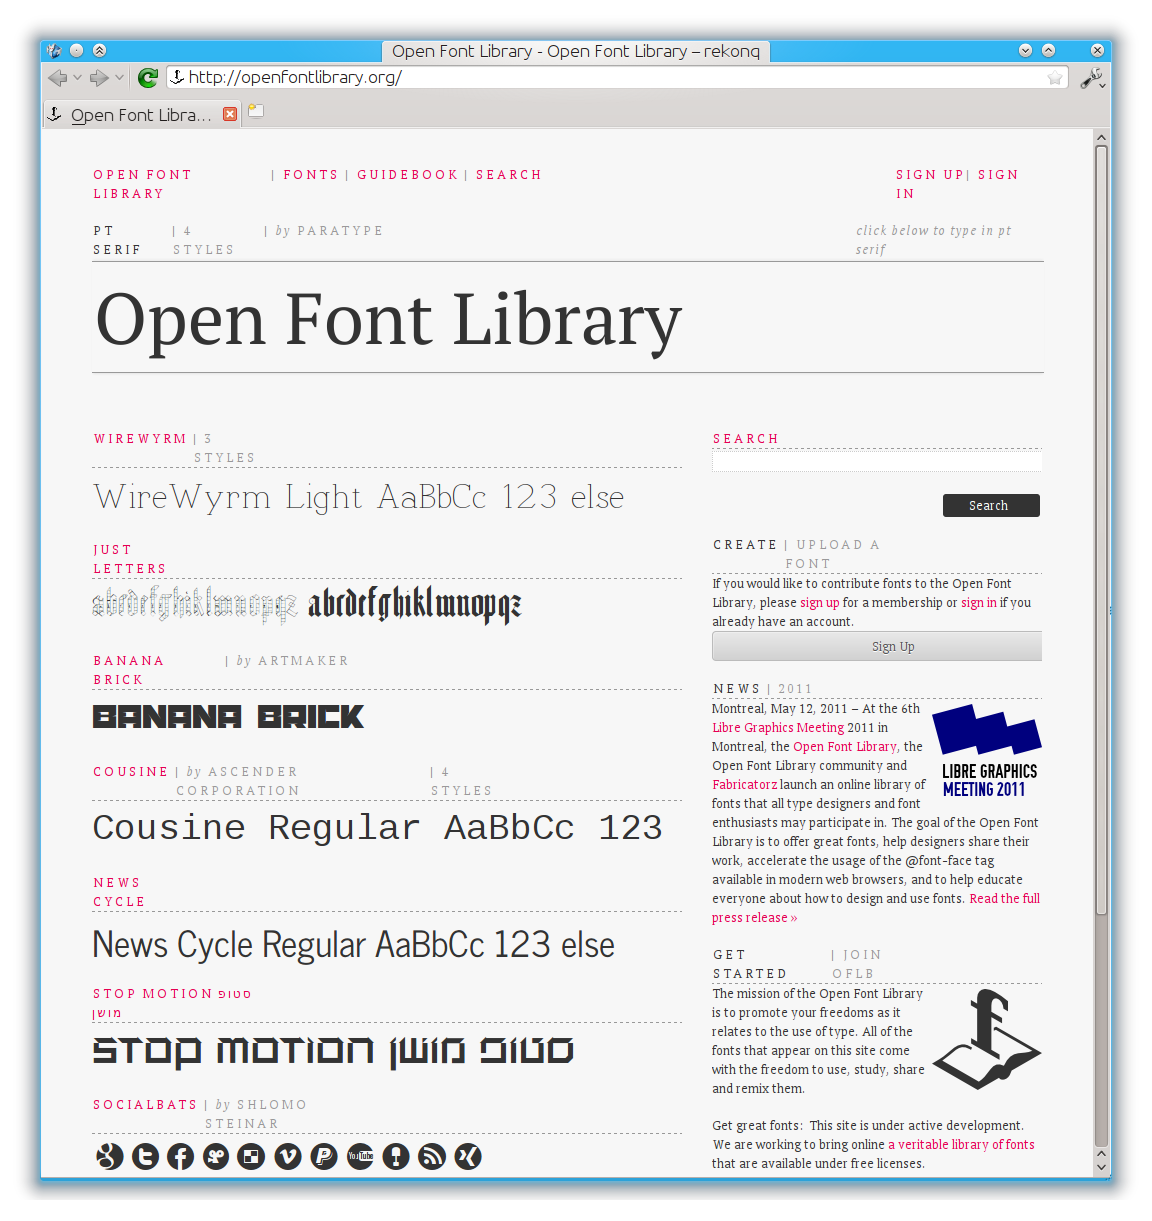 Open Font Library - Open Font Library – rekonq
http://openfontlibrary.org/
Open Font Libra...
OPEN FONT LIBRARY | FONTS | GUIDEBOOK | SEARCH
SIGN UP | SIGN IN
PT SERIF | 4 STYLES | by PARATYPE
click below to type in pt serif
Open Font Library
WIREWYRM | 3 STYLES
WireWyrm Light AaBbCc 123 else
JUST LETTERS
abcdefghiklmnopqz abcdefghiklmnopqz
BANANA BRICK | by ARTMAKER
BANANA BRICK
COUSINE | by ASCENDER CORPORATION | 4 STYLES
Cousine Regular AaBbCc 123
NEWS CYCLE
News Cycle Regular AaBbCc 123 else
STOP MOTION סטופ מושן
STOP MOTION סטופ מושן
SOCIALBATS | by SHLOMO STEINAR
You Tube
SEARCH
Search
CREATE | UPLOAD A FONT
If you would like to contribute fonts to the Open Font
Library, please sign up for a membership or sign in if you
already have an account.
Sign Up
NEWS | 2011
Montreal, May 12, 2011 – At the 6th
Libre Graphics Meeting 2011 in
Montreal, the Open Font Library, the
Open Font Library community and
Fabricatorz launch an online library of
fonts that all type designers and font
enthusiasts may participate in. The goal of the Open Font
Library is to offer great fonts, help designers share their
work, accelerate the usage of the @font-face tag
available in modern web browsers, and to help educate
everyone about how to design and use fonts. Read the full
press release »
LIBRE GRAPHICS
MEETING 2011
GET STARTED | JOIN OFLB
The mission of the Open Font Library
is to promote your freedoms as it
relates to the use of type. All of the
fonts that appear on this site come
with the freedom to use, study, share
and remix them.
Get great fonts: This site is under active development.
We are working to bring online a veritable library of fonts
that are available under free licenses.